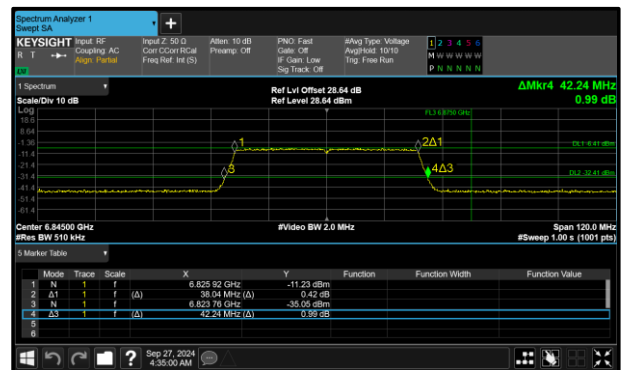 Spectrum Analyzer 1
Swept SA
+
KEYSIGHT Input: RF Input Z: 50 Ω Atten: 10 dB PNO: Fast #Avg Type: Voltage 1 2 3 4 5 6
R T Coupling: AC Corr CCorr RCal Preamp: Off Gate: Off Avg|Hold: 10/10 M W W W W W
Align: Partial Freq Ref: Int (S) IF Gain: Low Trig: Free Run P N N N N N
Sig Track: Off
LXI
1 Spectrum Ref Lvl Offset 28.64 dB ΔMkr4 42.24 MHz
Scale/Div 10 dB Ref Level 28.64 dBm 0.99 dB
Log FL3 6.8750 GHz
18.6
8.64
-1.36 1 2Δ1 DL1 -6.41 dBm
-11.4
-21.4 3 4Δ3 DL2 -32.41 dBm
-31.4
-41.4
-51.4
-61.4
Center 6.84500 GHz #Video BW 2.0 MHz Span 120.0 MHz
#Res BW 510 kHz #Sweep 1.00 s (1001 pts)
5 Marker Table
Mode Trace Scale X Y Function Function Width Function Value
1 N 1 f 6.825 92 GHz -11.23 dBm
2 Δ1 1 f (Δ) 38.04 MHz (Δ) 0.42 dB
3 N 1 f 6.823 76 GHz -35.05 dBm
4 Δ3 1 f (Δ) 42.24 MHz (Δ) 0.99 dB
5
6
? Sep 27, 2024
4:35:00 AM